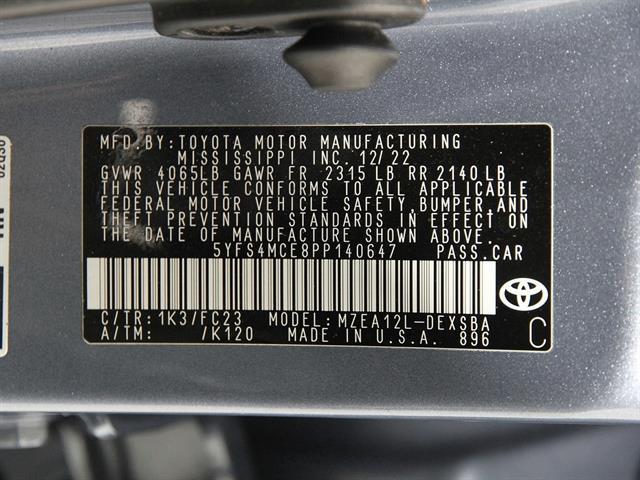 MFD.BY:TOYOTA MOTOR MANUFACTURING
MISSISSIPPI INC. 12/22
GVWR 4065LB GAWR FR 2315 LB RR 2140 LB
THIS VEHICLE CONFORMS TO ALL APPLICABLE
FEDERAL MOTOR VEHICLE SAFETY, BUMPER, AND
THEFT PREVENTION STANDARDS IN EFFECT ON
THE DATE OF MANUFACTURE SHOWN ABOVE.
5YFS4MCE8PP140647 PASS.CAR
C/TR: 1K3/FC23 MODEL: MZEA12L-DEXSBA
A/TM: /K120 MADE IN U.S.A. 896
C